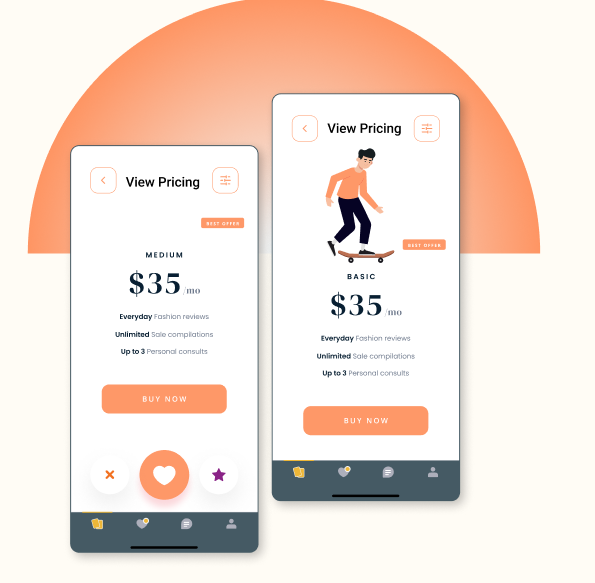 View Pricing
BEST OFFER
MEDIUM
$35/mo
Everyday Fashion reviews
Unlimited Sale compilations
Up to 3 Personal consults
BUY NOW
View Pricing
BEST OFFER
BASIC
$35/mo
Everyday Fashion reviews
Unlimited Sale compilations
Up to 3 Personal consults
BUY NOW